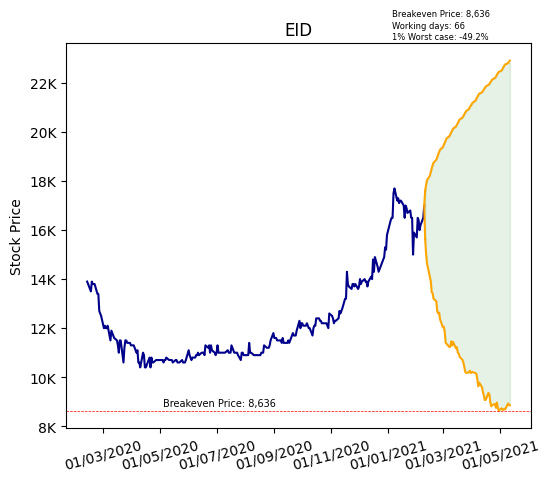 Breakeven Price: 8,636
Working days: 66
1% Worst case: -49.2%
EID
Stock Price
22K
20K
18K
16K
14K
12K
10K
8K
Breakeven Price: 8,636
01/03/2020 01/05/2020 01/07/2020 01/09/2020 01/11/2020 01/01/2021 01/03/2021 01/05/2021